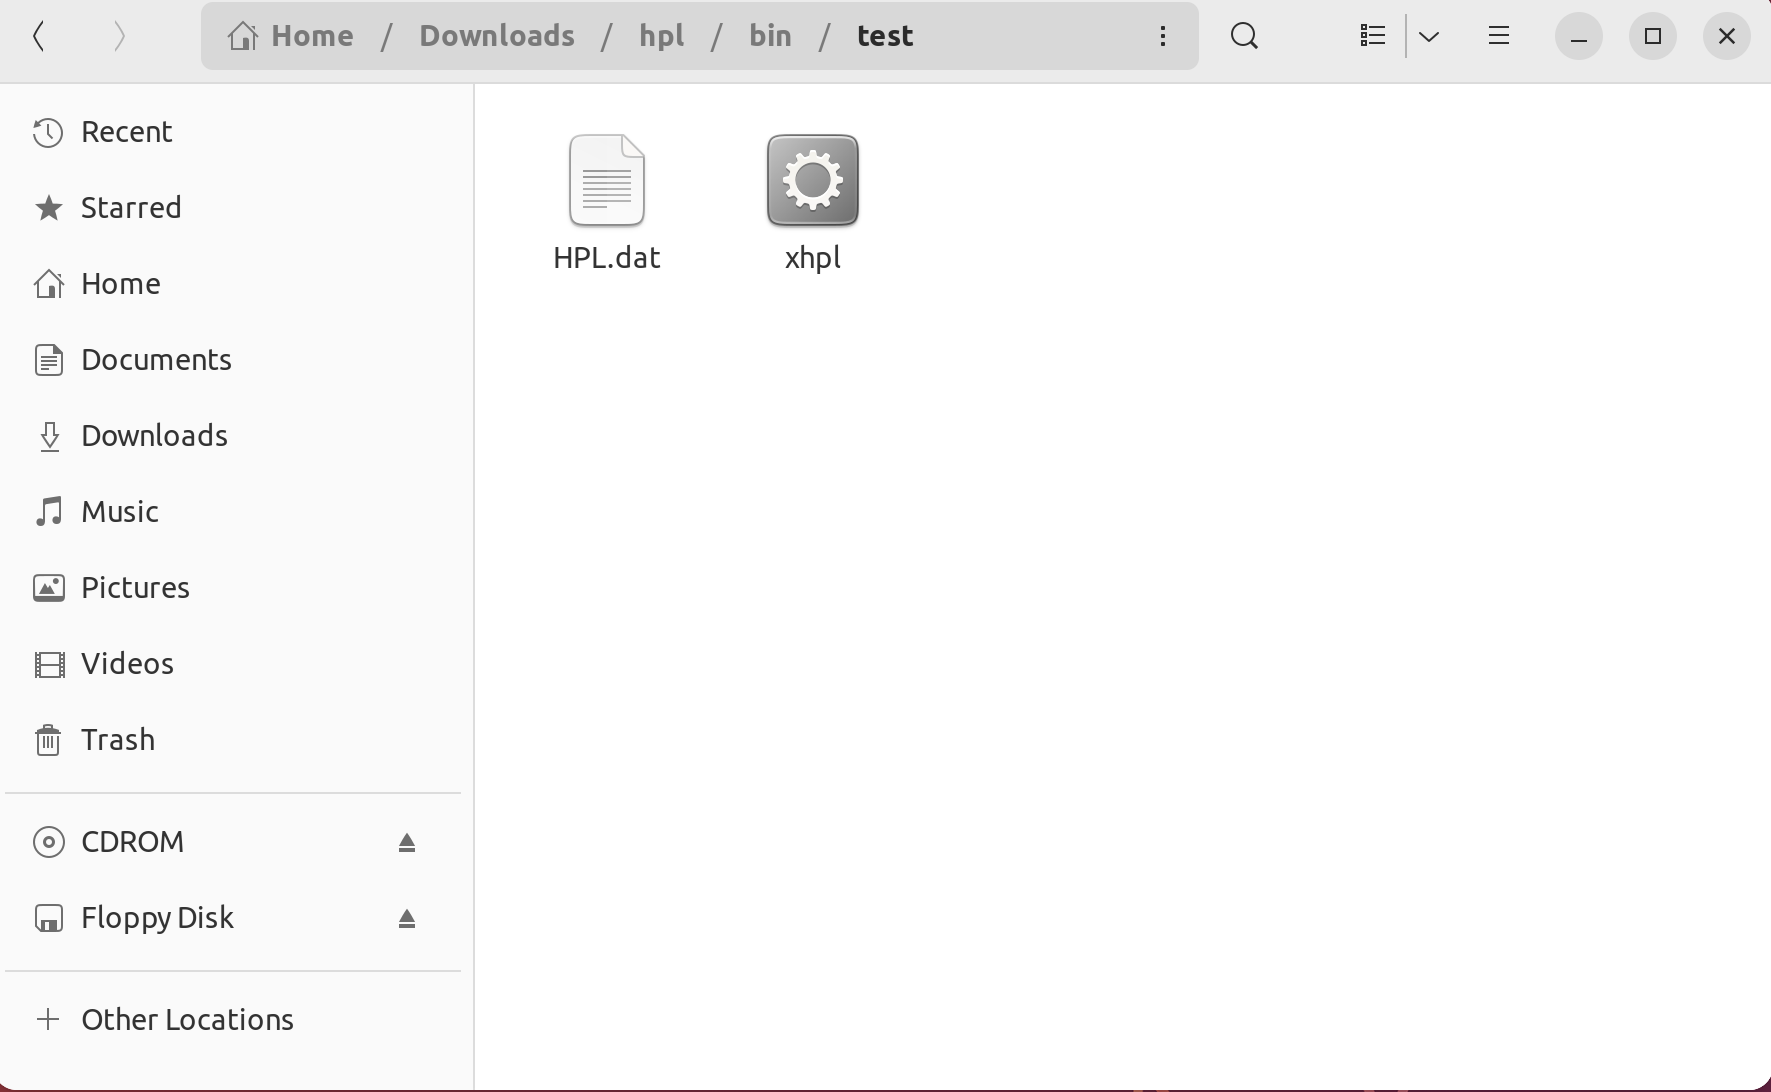 Home / Downloads / hpl / bin / test
Recent
Starred
Home
Documents
Downloads
Music
Pictures
Videos
Trash
CDROM
Floppy Disk
Other Locations
HPL.dat
xhpl